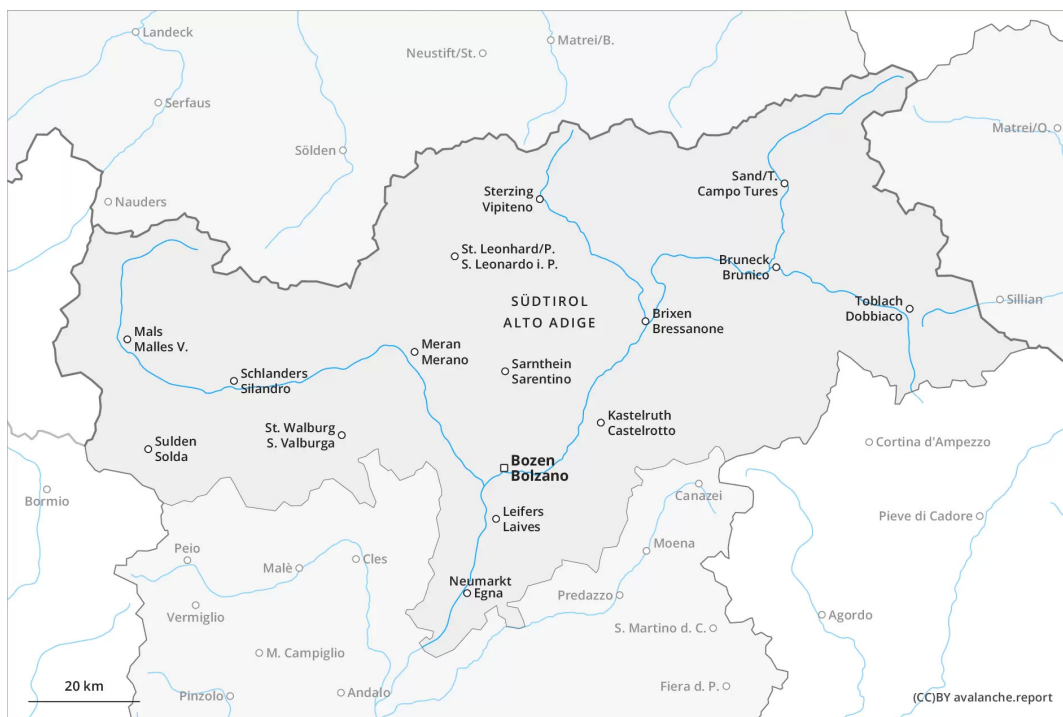 Landeck
Matrei/B.
Neustift/St.
Serfaus
Matrei/O.
Sölden
Sand/T.
Campo Tures
Sterzing
Vipiteno
Nauders
St. Leonhard/P.
S. Leonardo i. P.
Bruneck
Brunico
SÜDTIROL
ALTO ADIGE
Toblach
Dobbiaco
Sillian
Brixen
Bressanone
Mals
Malles V.
Meran
Merano
Sarnthein
Sarentino
Schlanders
Silandro
Kastelruth
Castelrotto
St. Walburg
S. Valburga
Sulden
Solda
Cortina d'Ampezzo
Bozen
Bolzano
Bormio
Canazei
Leifers
Laives
Pieve di Cadore
Peio
Moena
Cles
Malè
Neumarkt
Egna
Predazzo
Vermiglio
Agordo
S. Martino d. C.
M. Campiglio
Fiera d. P.
20 km
Pinzolo
Andalo
(CC)BY avalanche.report